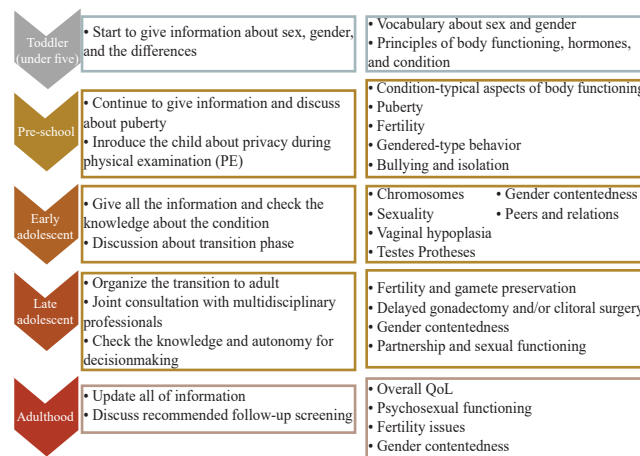 Toddler
(under five)
• Start to give information about sex, gender,
and the differences
• Vocabulary about sex and gender
• Principles of body functioning, hormones,
and condition
Pre-school
• Continue to give information and discuss
about puberty
• Inroduce the child about privacy during
physical examination (PE)
• Condition-typical aspects of body functioning
• Puberty
• Fertility
• Gendered-type behavior
• Bullying and isolation
Early
adolescent
• Give all the information and check the
knowledge about the condition
• Discussion about transition phase
• Chromosomes
• Sexuality
• Vaginal hypoplasia
• Testes Protheses
• Gender contentedness
• Peers and relations
Late
adolescent
• Organize the transition to adult
• Joint consultation with multidisciplinary
professionals
• Check the knowledge and autonomy for
decisionmaking
• Fertility and gamete preservation
• Delayed gonadectomy and/or clitoral surgery
• Gender contentedness
• Partnership and sexual functioning
Adulthood
• Update all of information
• Discuss recommended follow-up screening
• Overall QoL
• Psychosexual functioning
• Fertility issues
• Gender contentedness